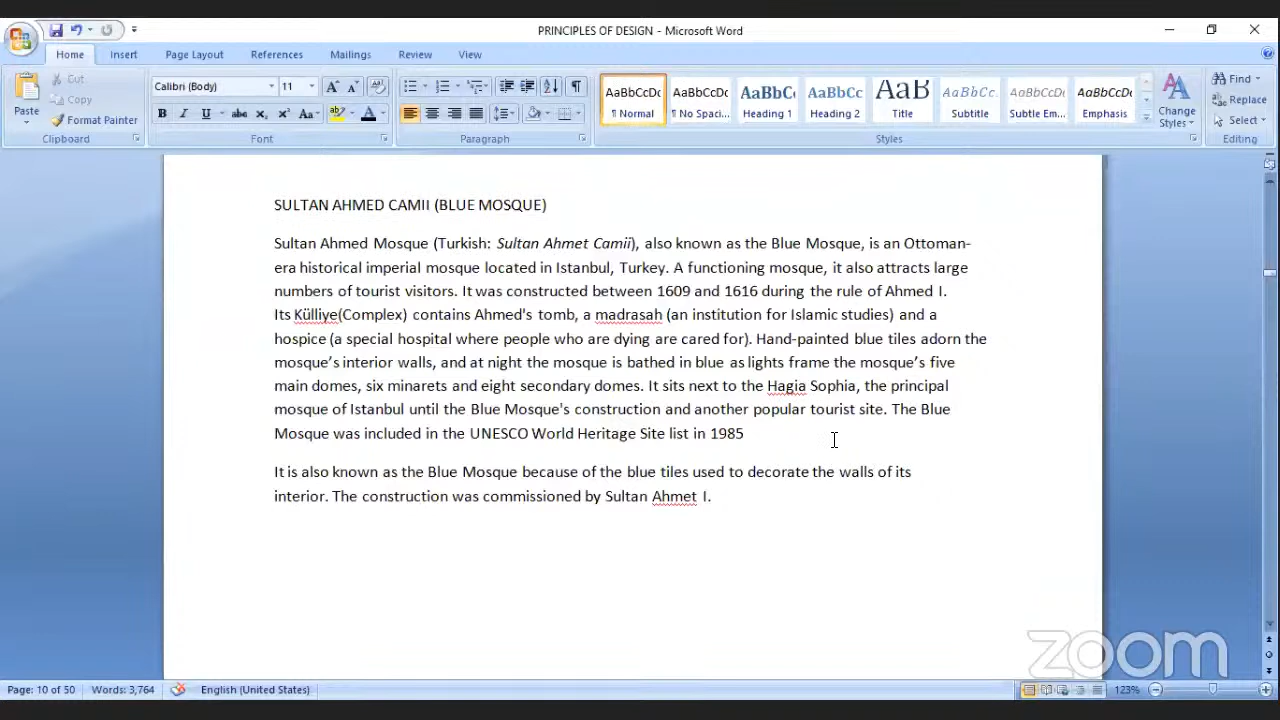 PRINCIPLES OF DESIGN - Microsoft Word
Home Insert Page Layout References Mailings Review View
Paste
Cut
Copy
Format Painter
Clipboard
Calibri (Body) 11
Font
Paragraph
AaBbCcDc AaBbCcDc AaBbCc AaBbCc AaB AaBbCc. AaBbCc. AaBbCcDc
¶ Normal ¶ No Spaci... Heading 1 Heading 2 Title Subtitle Subtle Em... Emphasis
Change Styles
Styles
Find
Replace
Select
Editing
SULTAN AHMED CAMII (BLUE MOSQUE)
Sultan Ahmed Mosque (Turkish: Sultan Ahmet Camii), also known as the Blue Mosque, is an Ottoman-
era historical imperial mosque located in Istanbul, Turkey. A functioning mosque, it also attracts large
numbers of tourist visitors. It was constructed between 1609 and 1616 during the rule of Ahmed I.
Its Külliye(Complex) contains Ahmed's tomb, a madrasah (an institution for Islamic studies) and a
hospice (a special hospital where people who are dying are cared for). Hand-painted blue tiles adorn the
mosque’s interior walls, and at night the mosque is bathed in blue as lights frame the mosque’s five
main domes, six minarets and eight secondary domes. It sits next to the Hagia Sophia, the principal
mosque of Istanbul until the Blue Mosque's construction and another popular tourist site. The Blue
Mosque was included in the UNESCO World Heritage Site list in 1985
It is also known as the Blue Mosque because of the blue tiles used to decorate the walls of its
interior. The construction was commissioned by Sultan Ahmet I.
zoom
Page: 10 of 50 Words: 3,764 English (United States) 123%